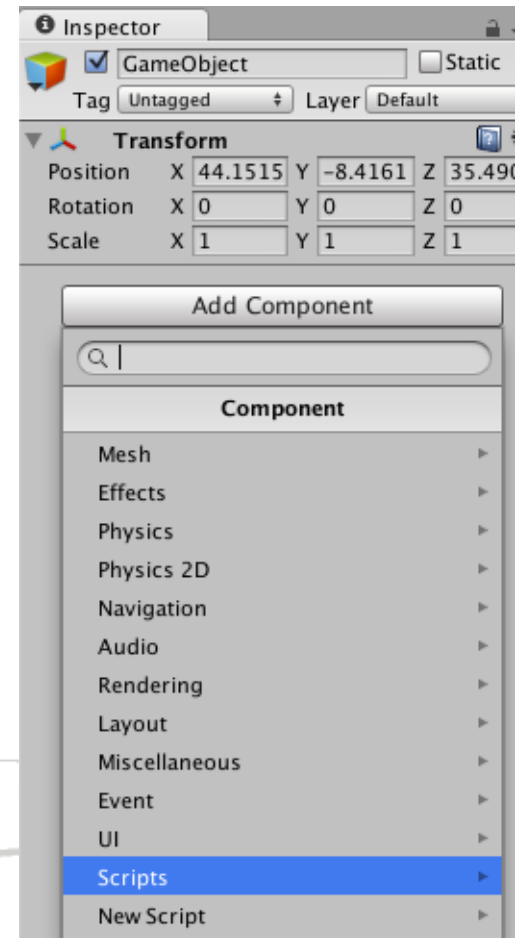 Inspector
GameObject Static
Tag Untagged Layer Default
Transform
Position X 44.1515 Y -8.4161 Z 35.490
Rotation X 0 Y 0 Z 0
Scale X 1 Y 1 Z 1
Add Component
Component
Mesh
Effects
Physics
Physics 2D
Navigation
Audio
Rendering
Layout
Miscellaneous
Event
UI
Scripts
New Script